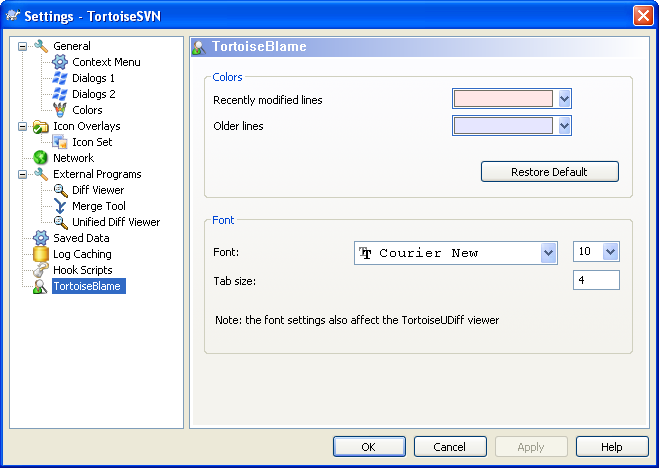 Settings - TortoiseSVN
General
Context Menu
Dialogs 1
Dialogs 2
Colors
Icon Overlays
Icon Set
Network
External Programs
Diff Viewer
Merge Tool
Unified Diff Viewer
Saved Data
Log Caching
Hook Scripts
TortoiseBlame
TortoiseBlame
Colors
Recently modified lines
Older lines
Restore Default
Font
Font: Courier New 10
Tab size: 4
Note: the font settings also affect the TortoiseUDiff viewer
OK Cancel Apply Help